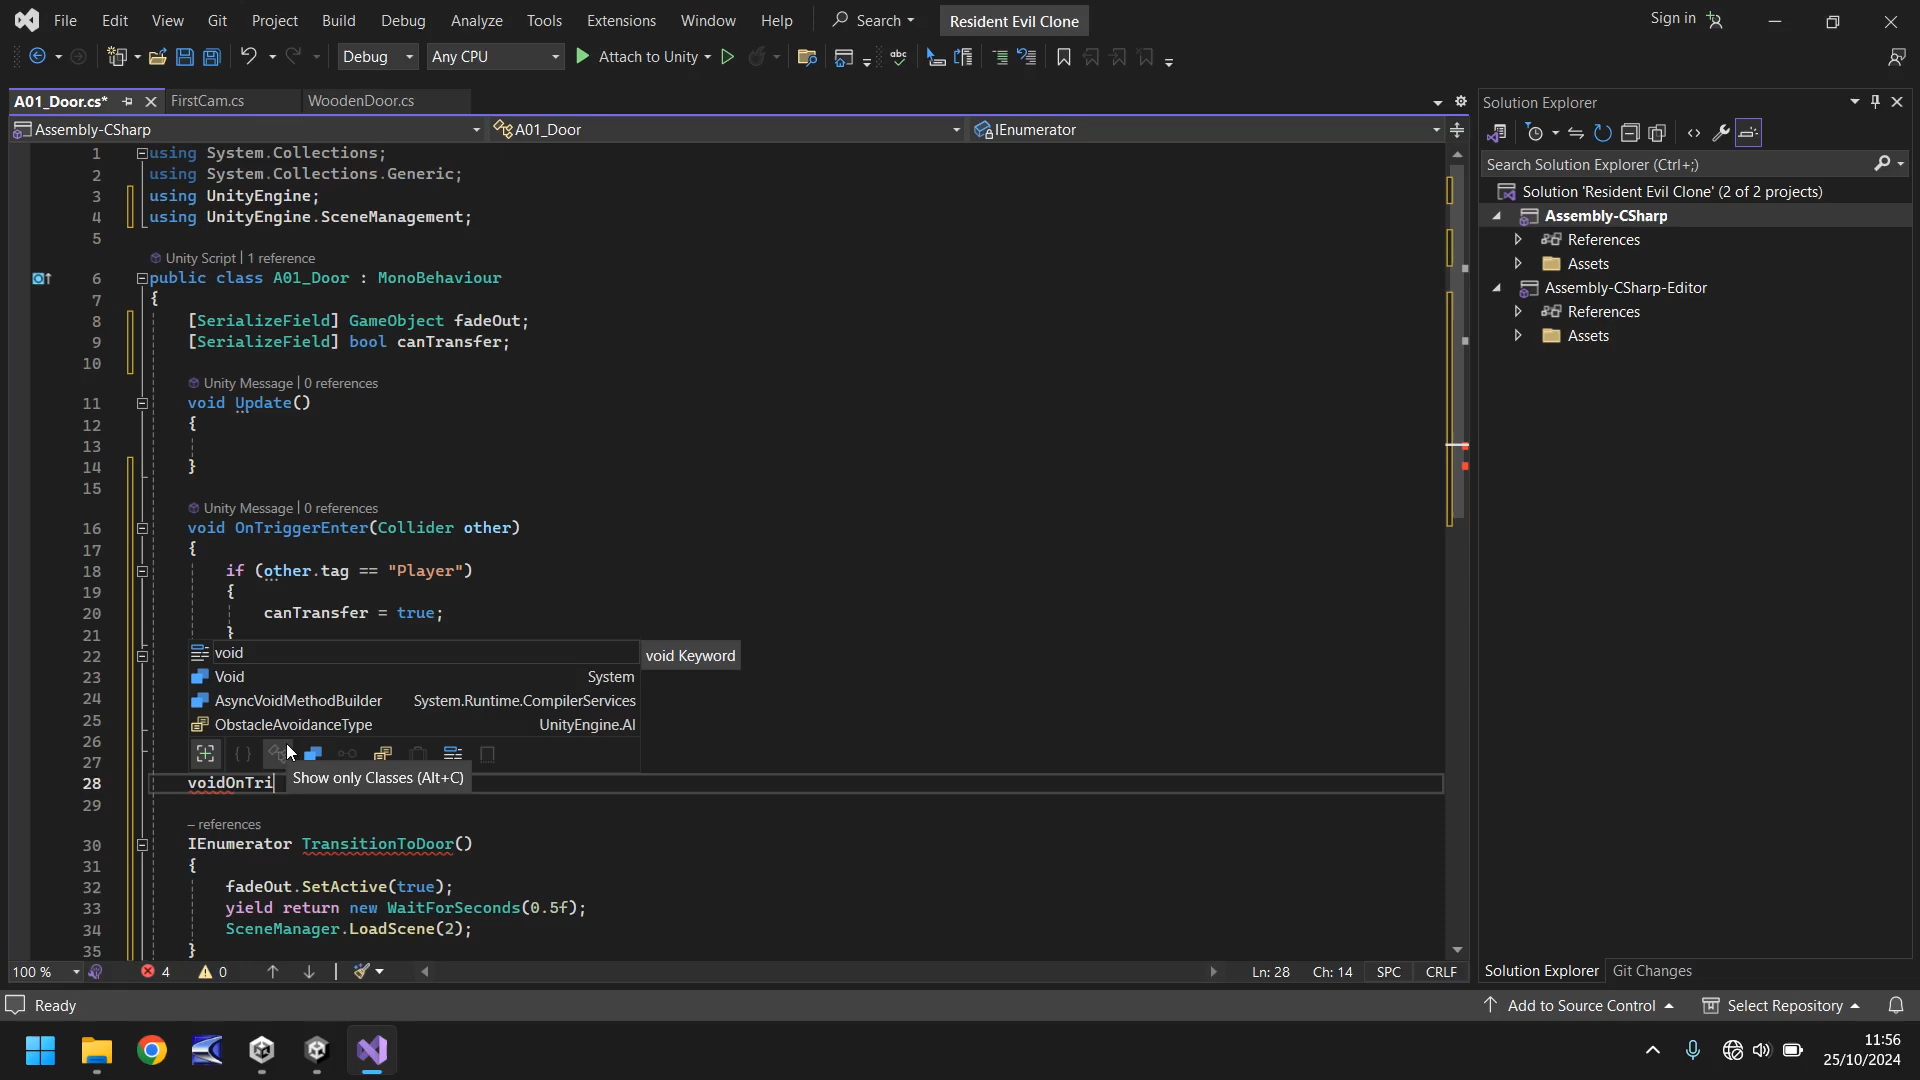 File Edit View Git Project Build Debug Analyze Tools Extensions Window Help Search Resident Evil Clone Sign in
Debug Any CPU Attach to Unity
A01_Door.cs* FirstCam.cs WoodenDoor.cs
Assembly-CSharp A01_Door IEnumerator
1 using System.Collections;
2 using System.Collections.Generic;
3 using UnityEngine;
4 using UnityEngine.SceneManagement;
5
Unity Script | 1 reference
6 public class A01_Door : MonoBehaviour
7 {
8 [SerializeField] GameObject fadeOut;
9 [SerializeField] bool canTransfer;
10
Unity Message | 0 references
11 void Update()
12 {
13
14 }
15
Unity Message | 0 references
16 void OnTriggerEnter(Collider other)
17 {
18 if (other.tag == "Player")
19 {
20 canTransfer = true;
21 }
22 void void Keyword
23 Void System
24 AsyncVoidMethodBuilder System.Runtime.CompilerServices
25 ObstacleAvoidanceType UnityEngine.AI
26
27
Show only Classes (Alt+C)
28 voidOnTri
29
– references
30 IEnumerator TransitionToDoor()
31 {
32 fadeOut.SetActive(true);
33 yield return new WaitForSeconds(0.5f);
34 SceneManager.LoadScene(2);
35 }
100 % 4 0 Ln: 28 Ch: 14 SPC CRLF
Solution Explorer
Search Solution Explorer (Ctrl+;)
Solution 'Resident Evil Clone' (2 of 2 projects)
Assembly-CSharp
References
Assets
Assembly-CSharp-Editor
References
Assets
Solution Explorer Git Changes
Ready Add to Source Control Select Repository
11:56
25/10/2024